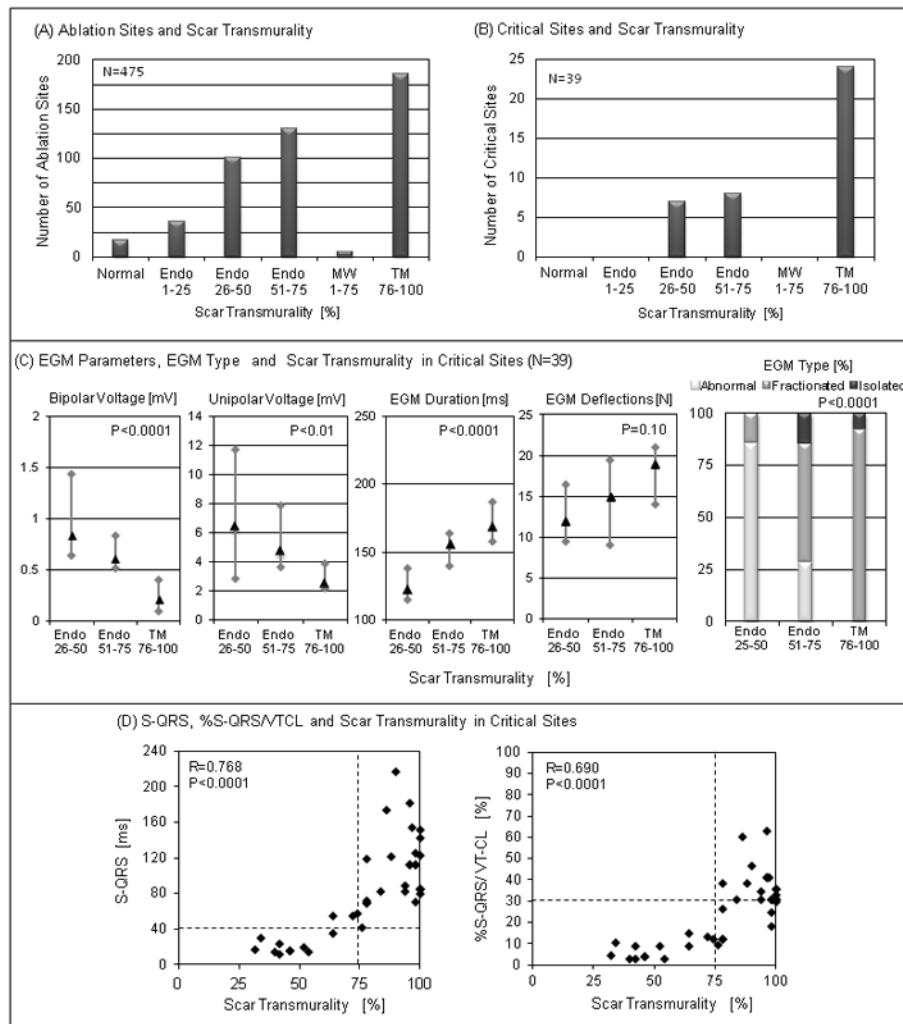 (A) Ablation Sites and Scar Transmurality
N=475
Number of Ablation Sites
200
150
100
50
0
Normal
Endo
1-25
Endo
26-50
Endo
51-75
MW
1-75
TM
76-100
Scar Transmurality [%]
(B) Critical Sites and Scar Transmurality
N=39
Number of Critical Sites
25
20
15
10
5
0
Normal
Endo
1-25
Endo
26-50
Endo
51-75
MW
1-75
TM
76-100
Scar Transmurality [%]
(C) EGM Parameters, EGM Type and Scar Transmurality in Critical Sites (N=39)
Bipolar Voltage [mV]
P<0.0001
2
1.5
1
0.5
0
Endo
26-50
Endo
51-75
TM
76-100
Unipolar Voltage [mV]
P<0.01
14
12
10
8
6
4
2
0
Endo
26-50
Endo
51-75
TM
76-100
EGM Duration [ms]
P<0.0001
250
200
150
100
Endo
26-50
Endo
51-75
TM
76-100
EGM Deflections [N]
P=0.10
25
20
15
10
5
0
Endo
26-50
Endo
51-75
TM
76-100
EGM Type [%]
Abnormal Fractionated Isolated
P<0.0001
100
75
50
25
0
Endo
25-50
Endo
51-75
TM
76-100
Scar Transmurality [%]
(D) S-QRS, %S-QRS/VTCL and Scar Transmurality in Critical Sites
R=0.768
P<0.0001
S-QRS [ms]
240
200
160
120
80
40
0
0 25 50 75 100
Scar Transmurality [%]
R=0.690
P<0.0001
%S-QRS/ VT-CL [%]
100
90
80
70
60
50
40
30
20
10
0
0 25 50 75 100
Scar Transmurality [%]